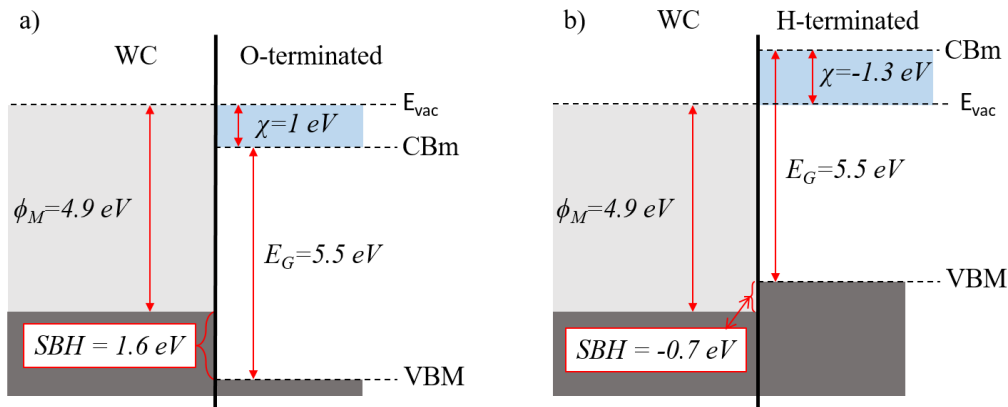 a)
WC
O-terminated
E_vac
χ=1 eV
CBm
ϕ_M=4.9 eV
E_G=5.5 eV
SBH = 1.6 eV
VBM
b)
WC
H-terminated
CBm
χ=-1.3 eV
E_vac
E_G=5.5 eV
ϕ_M=4.9 eV
VBM
SBH = -0.7 eV